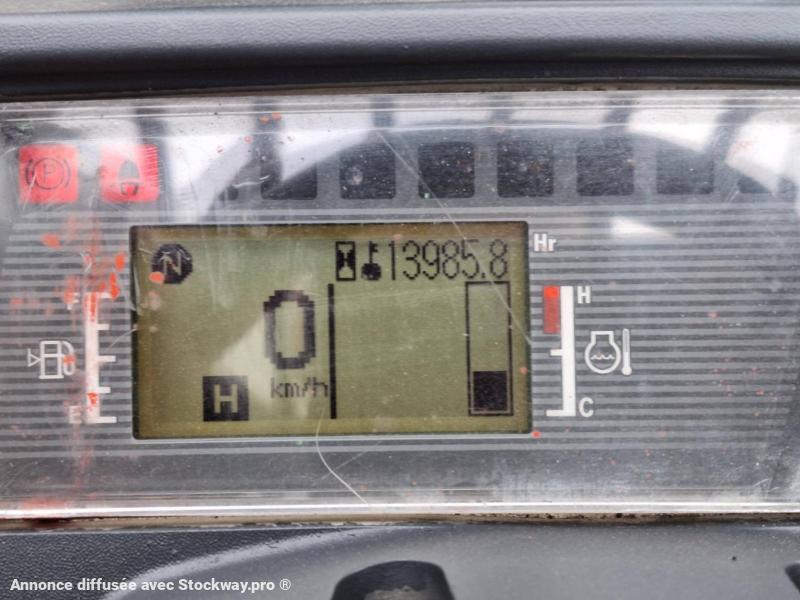 P
N
13985.8 Hr
0
km/h
H
F
E
H
C
Annonce diffusée avec Stockway.pro ®